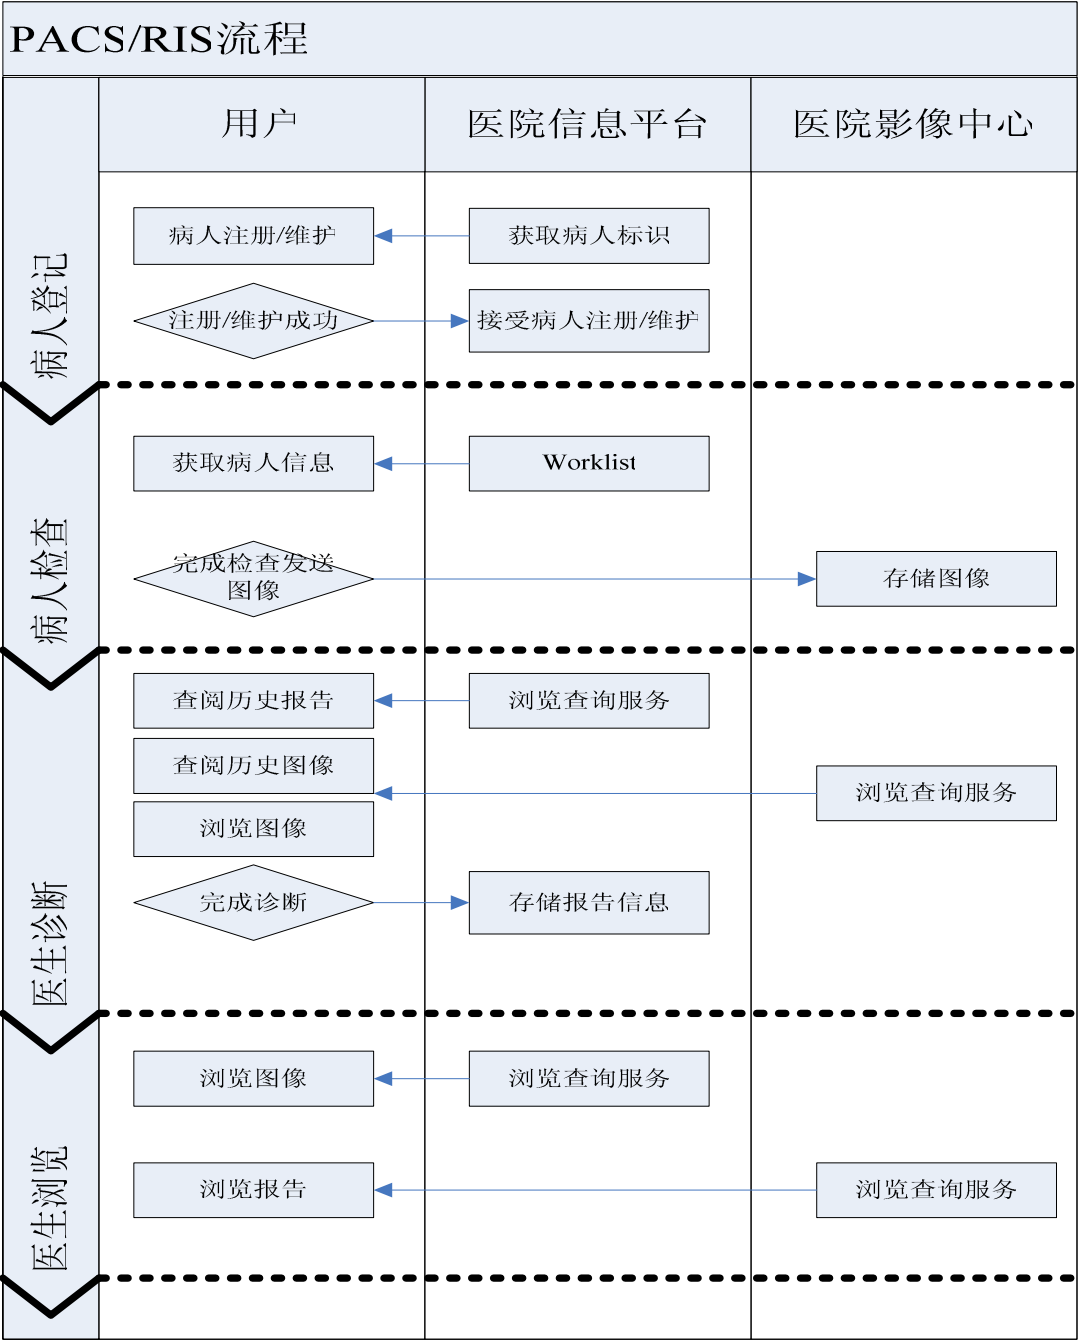 PACS/RIS流程
用户
医院信息平台
医院影像中心
病人登记
病人注册/维护
获取病人标识
注册/维护成功
接受病人注册/维护
病人检查
获取病人信息
Worklist
完成检查发送
图像
存储图像
医生诊断
查阅历史报告
浏览查询服务
查阅历史图像
浏览查询服务
浏览图像
完成诊断
存储报告信息
医生浏览
浏览图像
浏览查询服务
浏览报告
浏览查询服务